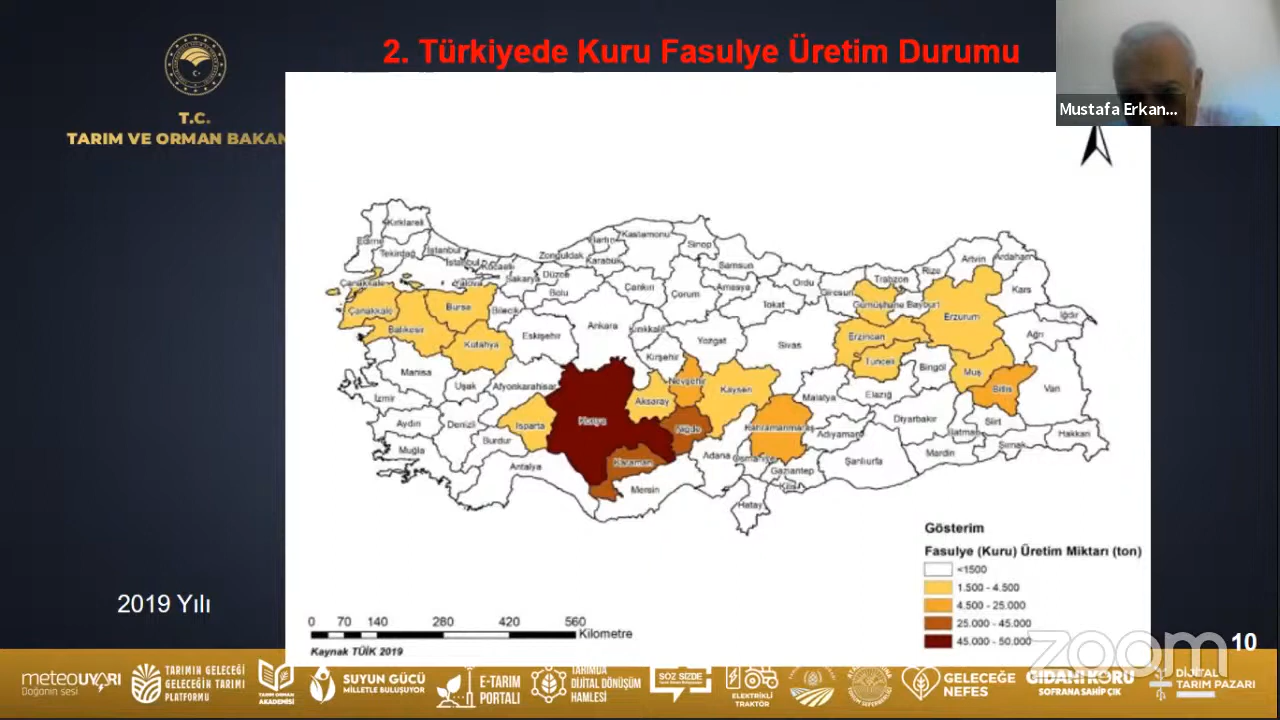 2. Türkiyede Kuru Fasulye Üretim Durumu
Mustafa Erkan...
T.C.
TARIM VE ORMAN BAKAN
Kırklareli
Edirne
Tekirdağ
İstanbul
İstanbul
Kocaeli
Yalova
Sakarya
Düzce
Zonguldak
Bartın
Karabük
Kastamonu
Sinop
Samsun
Ordu
Giresun
Trabzon
Rize
Artvin
Ardahan
Kars
Iğdır
Ağrı
Çanakkale
Çanakkale
Balıkesir
Bursa
Bilecik
Kütahya
Eskişehir
Bolu
Ankara
Çankırı
Çorum
Amasya
Tokat
Kırıkkale
Yozgat
Sivas
Gümüşhane
Bayburt
Erzurum
Erzincan
Tunceli
Bingöl
Muş
Bitlis
Van
Manisa
Uşak
Afyonkarahisar
İzmir
Aydın
Denizli
Muğla
Burdur
Isparta
Antalya
Konya
Karaman
Mersin
Aksaray
Kırşehir
Nevşehir
Niğde
Kayseri
Malatya
Elazığ
Kahramanmaraş
Adıyaman
Adana
Osmaniye
Gaziantep
Kilis
Hatay
Şanlıurfa
Diyarbakır
Mardin
Batman
Siirt
Şırnak
Hakkari
Gösterim
Fasulye (Kuru) Üretim Miktarı (ton)
<1500
1.500 - 4.500
4.500 - 25.000
25.000 - 45.000
45.000 - 50.000
2019 Yılı
0 70 140 280 420 560
Kilometre
Kaynak TÜİK 2019
zoom
10
meteoUYARI
Doğanın sesi
TARIMIN GELECEĞİ
GELECEĞİN TARIMI
PLATFORMU
TARIM ORMAN
AKADEMİSİ
SUYUN GÜCÜ
MİLLETLE BULUŞUYOR
E-TARIM
PORTALI
TARIMDA
DİJİTAL DÖNÜŞÜM
HAMLESİ
SÖZ SİZDE
ELEKTRİKLİ
TRAKTÖR
GELECEĞE
NEFES
GIDANI KORU
SOFRANA SAHİP ÇIK
DİJİTAL
TARIM PAZARI